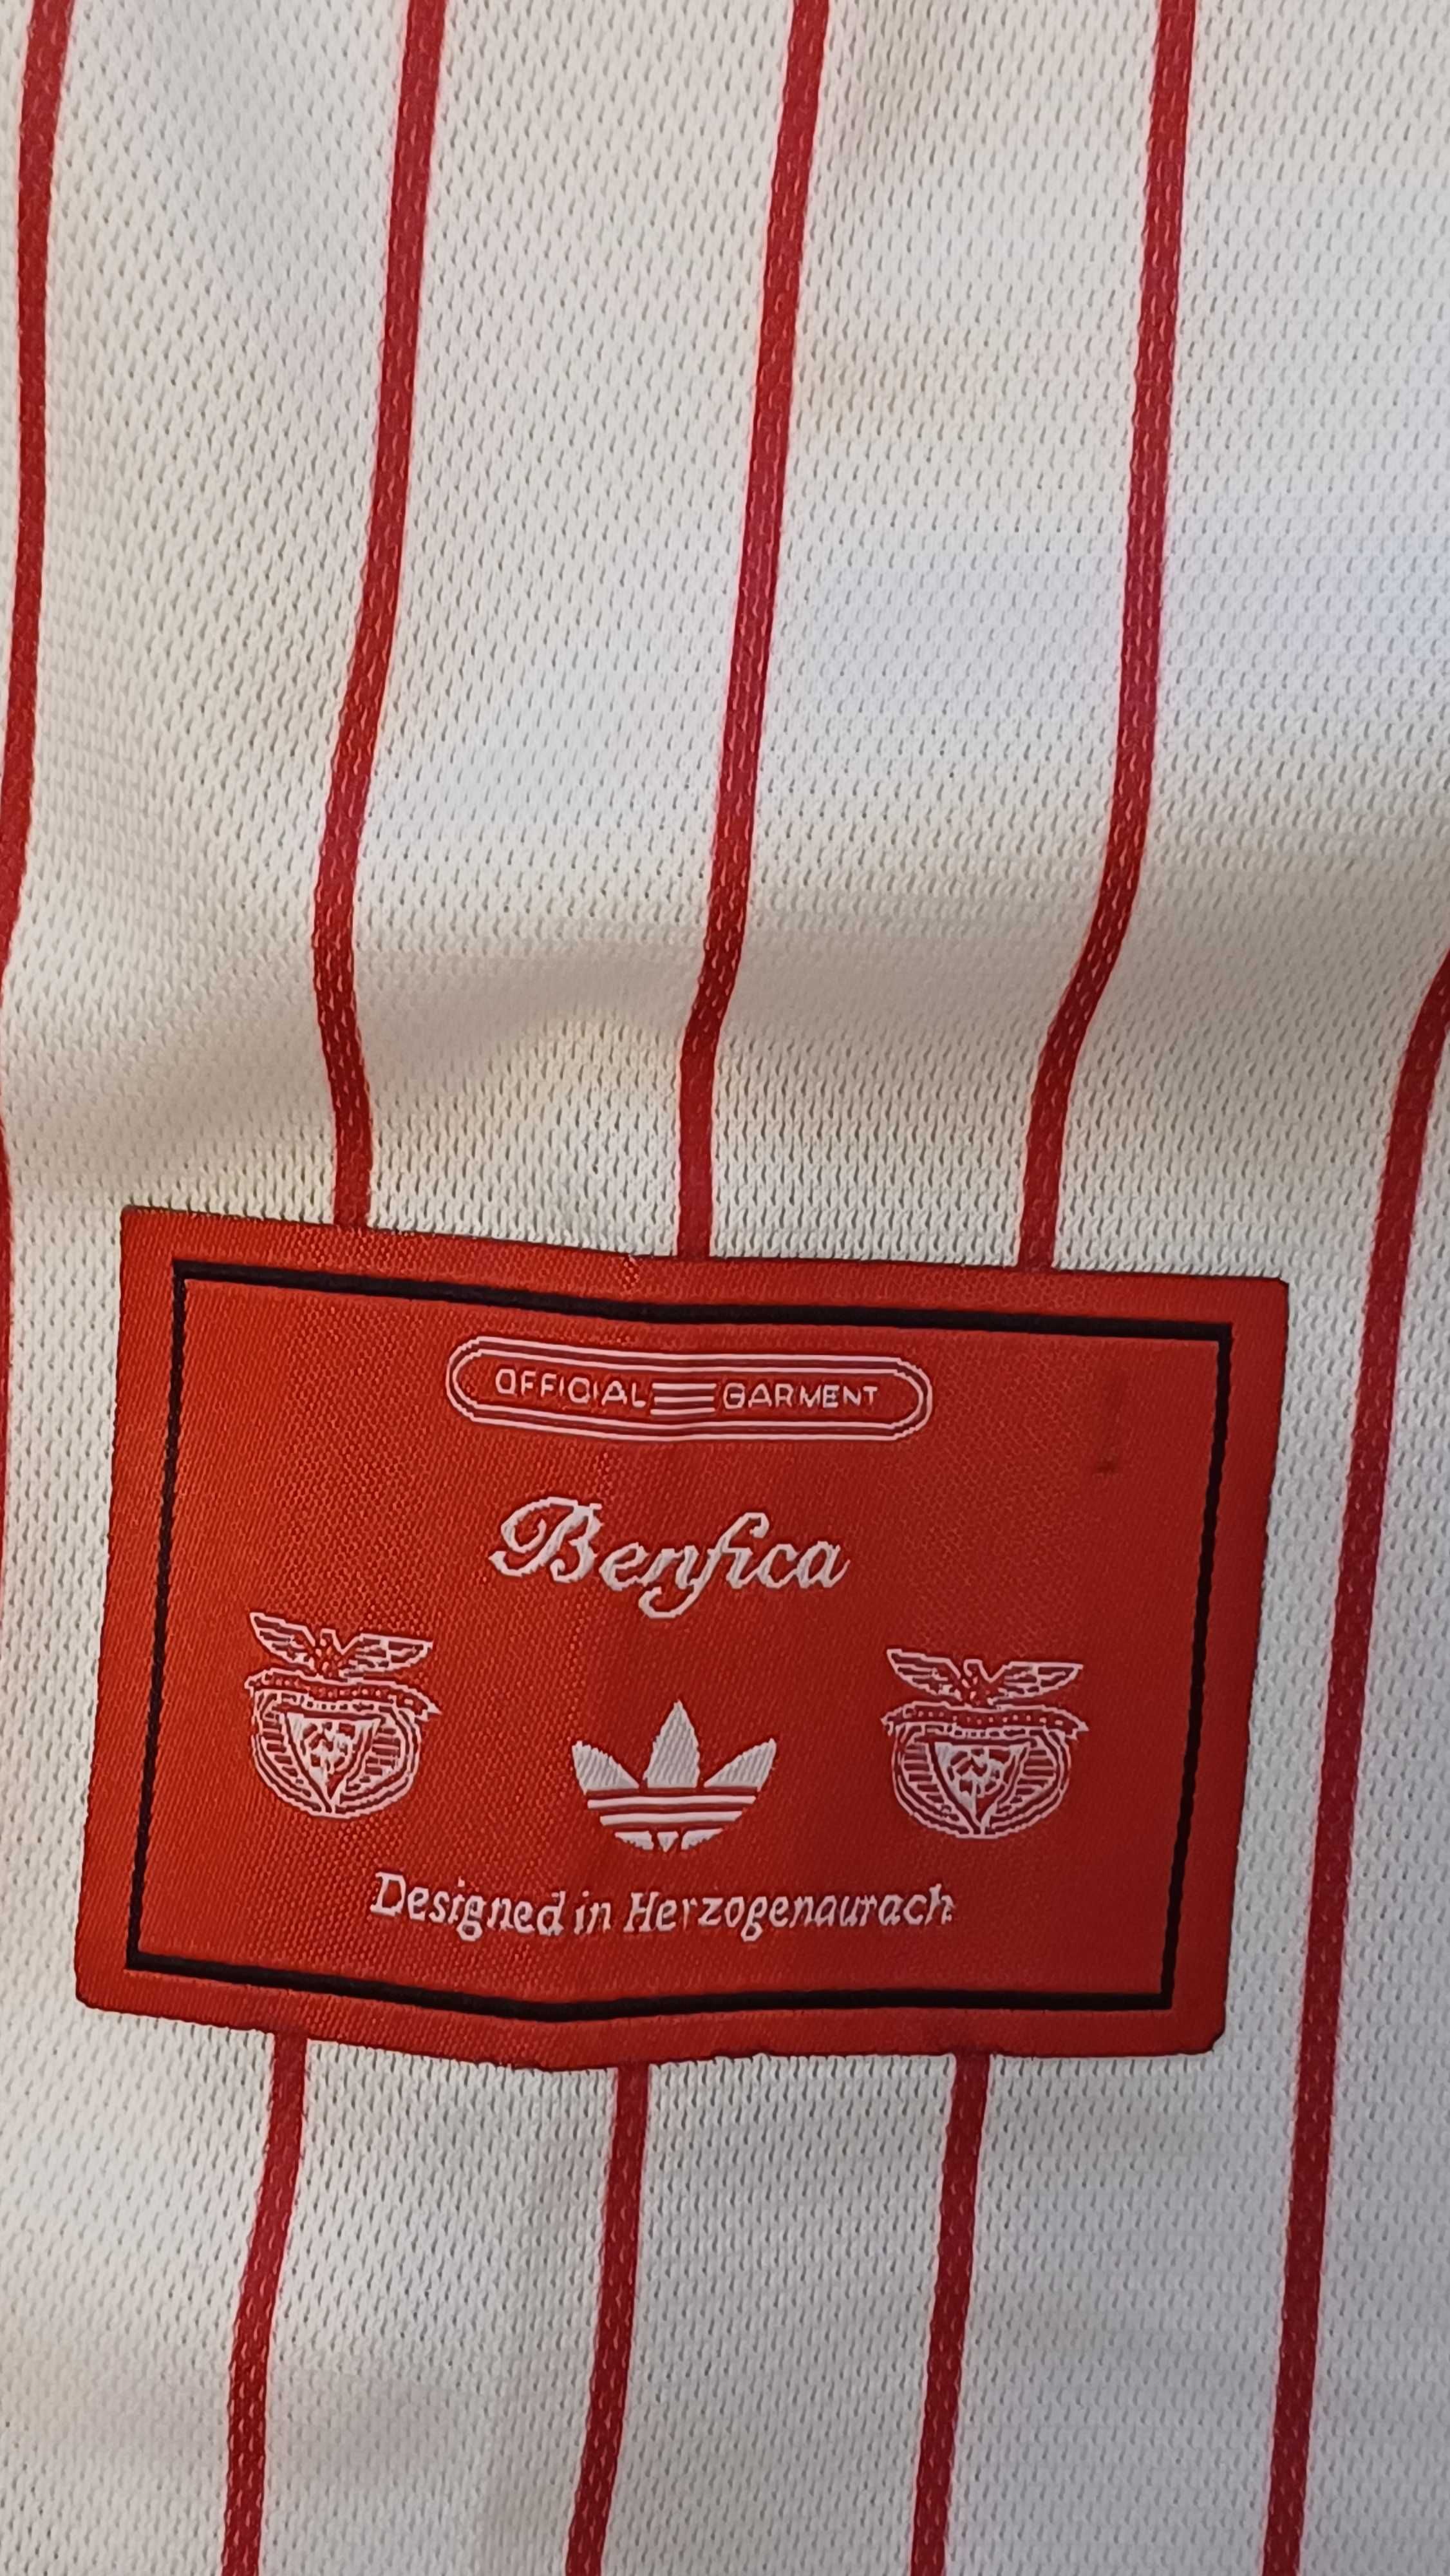 OFFICIAL GARMENT
Benfica
Designed in Herzogenaurach